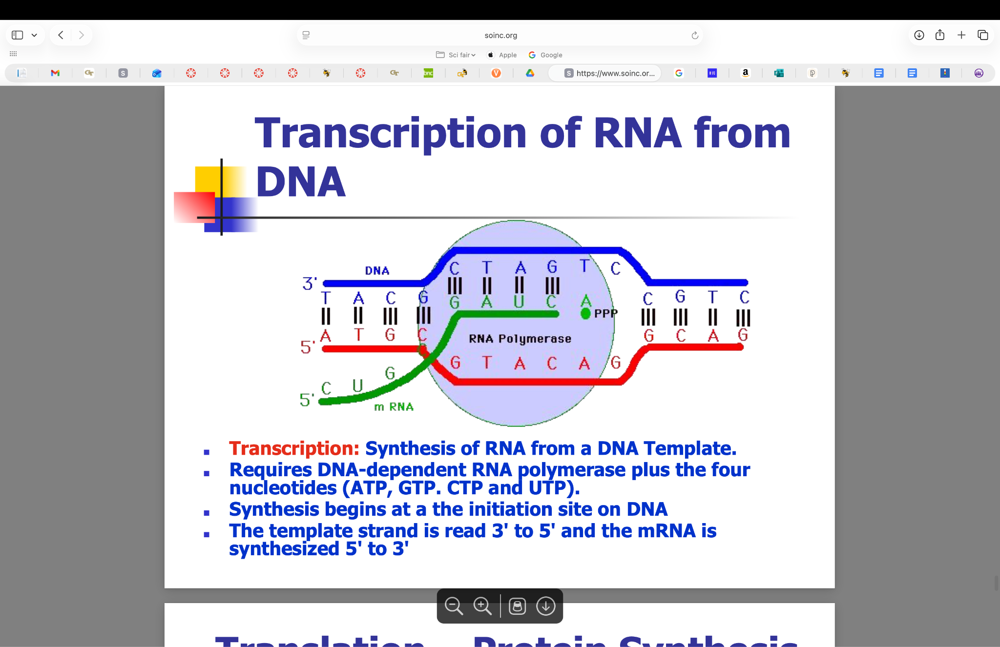 soinc.org
Sci fair
Apple
Google
https://www.soinc.or...
Transcription of RNA from
DNA
DNA
C T A G T C
3'
T A C G
C G T C
G A U C A
PPP
A T G C
G C A G
5'
RNA Polymerase
G T A C A G
C U G
5'
m RNA
Transcription: Synthesis of RNA from a DNA Template.
Requires DNA-dependent RNA polymerase plus the four
nucleotides (ATP, GTP. CTP and UTP).
Synthesis begins at a the initiation site on DNA
The template strand is read 3' to 5' and the mRNA is
synthesized 5' to 3'
Translation - Protein Synthesis